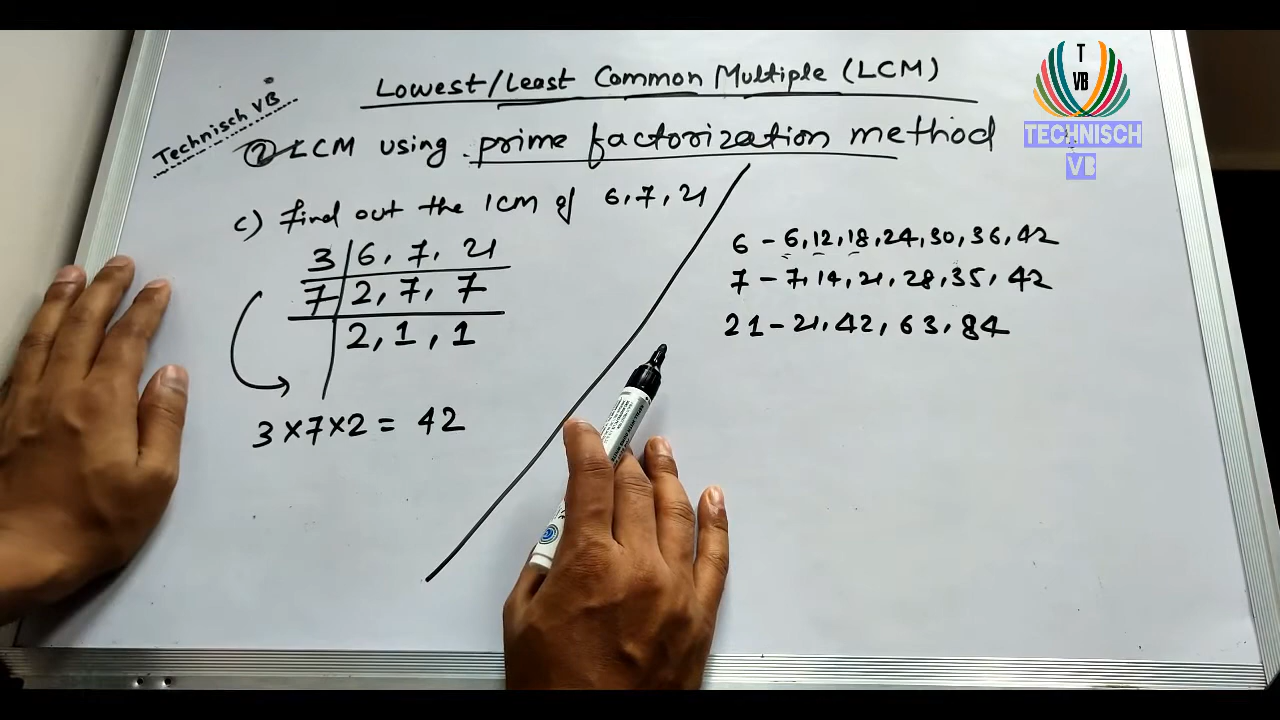 Lowest/Least Common Multiple (LCM)
Technisch VB
② LCM using prime factorization method
c) Find out the LCM of 6, 7, 21
3 | 6, 7, 21
7 | 2, 7, 7
2, 1, 1
3 × 7 × 2 = 42
6 - 6, 12, 18, 24, 30, 36, 42
7 - 7, 14, 21, 28, 35, 42
21 - 21, 42, 63, 84
T
VB
TECHNISCH
VB